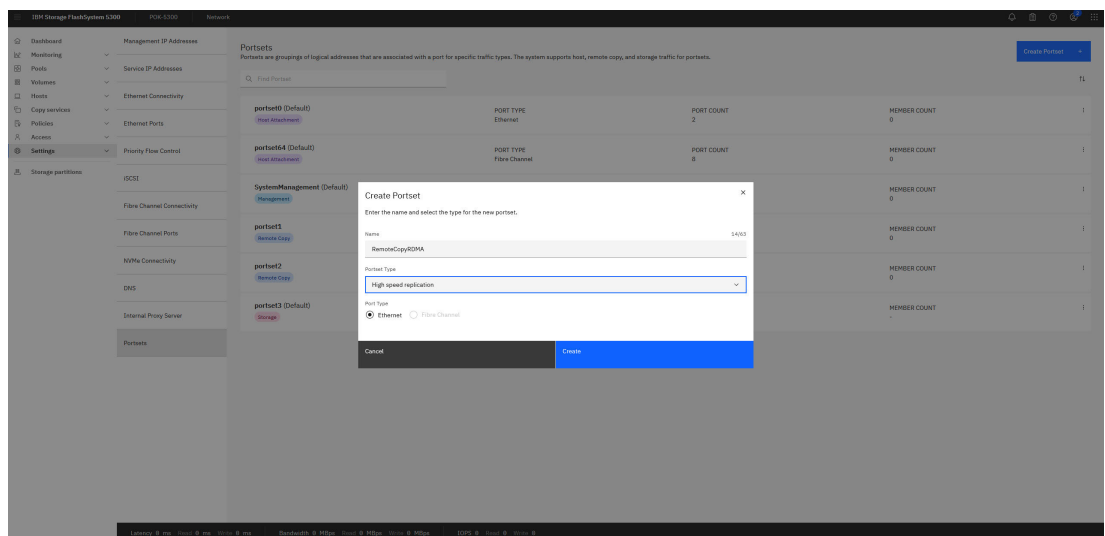 IBM Storage FlashSystem 5300 POK-5300 Network
Dashboard
Monitoring
Pools
Volumes
Hosts
Copy services
Policies
Access
Settings
Storage partitions
Management IP Addresses
Service IP Addresses
Ethernet Connectivity
Ethernet Ports
Priority Flow Control
iSCSI
Fibre Channel Connectivity
Fibre Channel Ports
NVMe Connectivity
DNS
Internal Proxy Server
Portsets
Portsets
Portsets are groupings of logical addresses that are associated with a port for specific traffic types. The system supports host, remote copy, and storage traffic for portsets.
Create Portset +
Find Portset
portset0 (Default)
Host Attachment
PORT TYPE
Ethernet
PORT COUNT
2
MEMBER COUNT
0
portset64 (Default)
Host Attachment
PORT TYPE
Fibre Channel
PORT COUNT
8
MEMBER COUNT
0
SystemManagement (Default)
Management
MEMBER COUNT
0
portset1
Remote Copy
MEMBER COUNT
0
portset2
Remote Copy
MEMBER COUNT
0
portset3 (Default)
Storage
MEMBER COUNT
-
Create Portset
Enter the name and select the type for the new portset.
Name 14/63
RemoteCopyRDMA
Portset Type
High speed replication
Port Type
Ethernet Fibre Channel
Cancel Create
Latency 0 ms Read 0 ms Write 0 ms Bandwidth 0 MBps Read 0 MBps Write 0 MBps IOPS 0 Read 0 Write 0